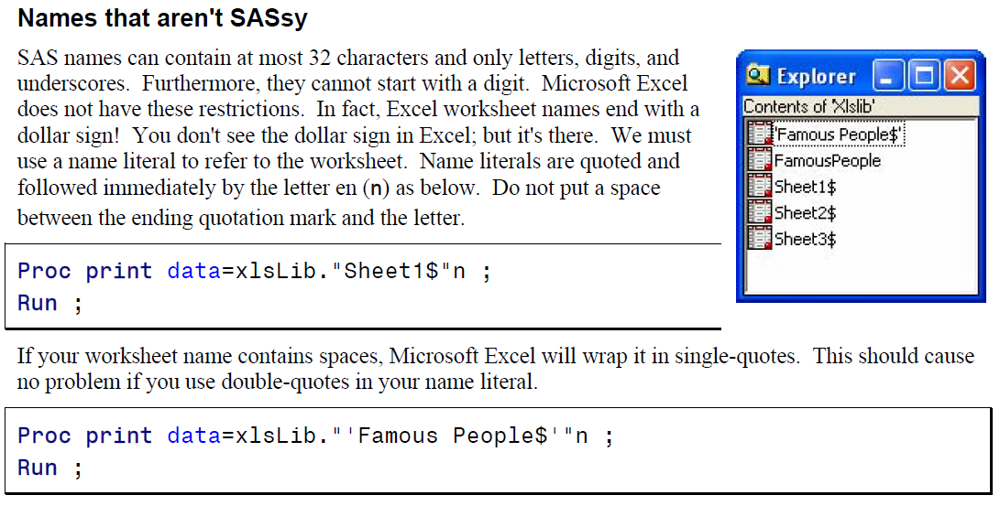 Names that aren't SASsy
SAS names can contain at most 32 characters and only letters, digits, and
underscores.  Furthermore, they cannot start with a digit.  Microsoft Excel
does not have these restrictions.  In fact, Excel worksheet names end with a
dollar sign!  You don't see the dollar sign in Excel; but it's there.  We must
use a name literal to refer to the worksheet.  Name literals are quoted and
followed immediately by the letter en (n) as below.  Do not put a space
between the ending quotation mark and the letter.
Explorer
Contents of 'Xlslib'
'Famous People$'
FamousPeople
Sheet1$
Sheet2$
Sheet3$
Proc print data=xlsLib."Sheet1$"n ;
Run ;
If your worksheet name contains spaces, Microsoft Excel will wrap it in single-quotes.  This should cause
no problem if you use double-quotes in your name literal.
Proc print data=xlsLib."'Famous People$'"n ;
Run ;